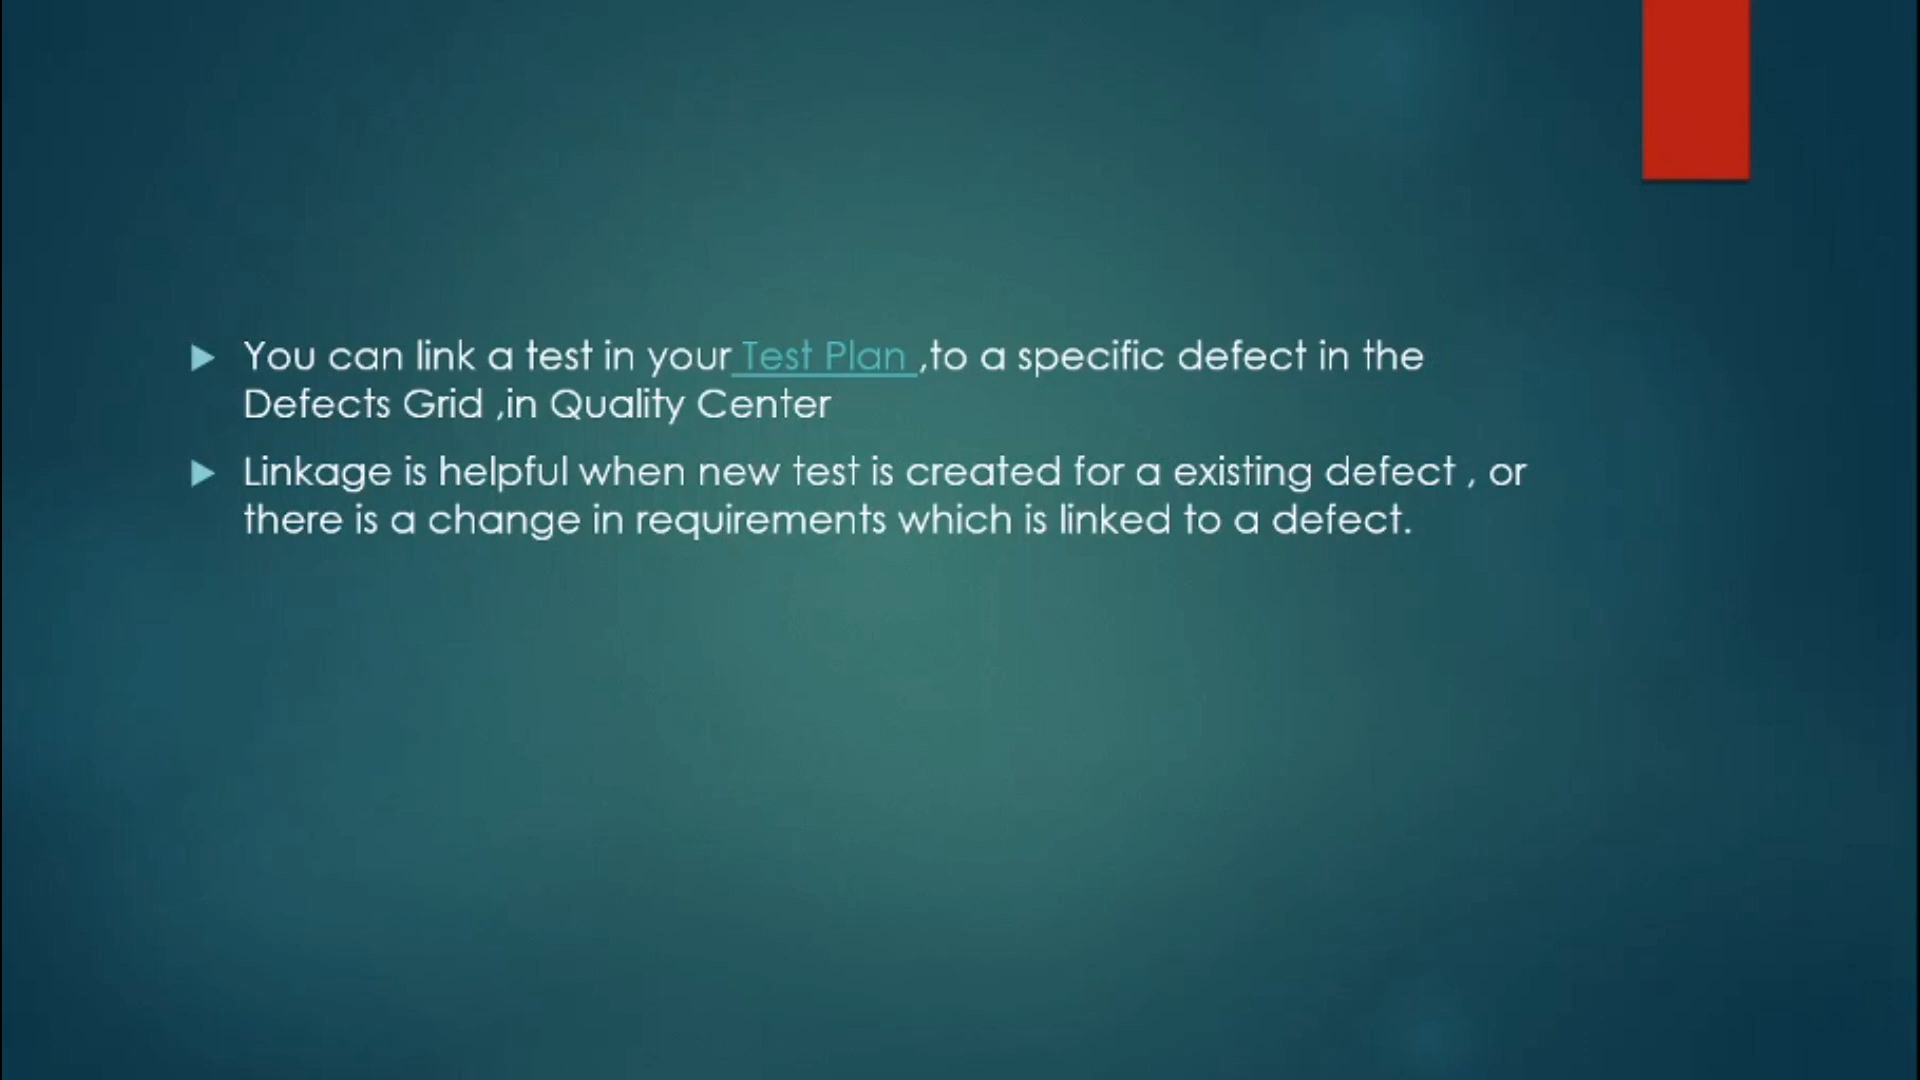 You can link a test in your Test Plan ,to a specific defect in the
Defects Grid ,in Quality Center
Linkage is helpful when new test is created for a existing defect , or
there is a change in requirements which is linked to a defect.